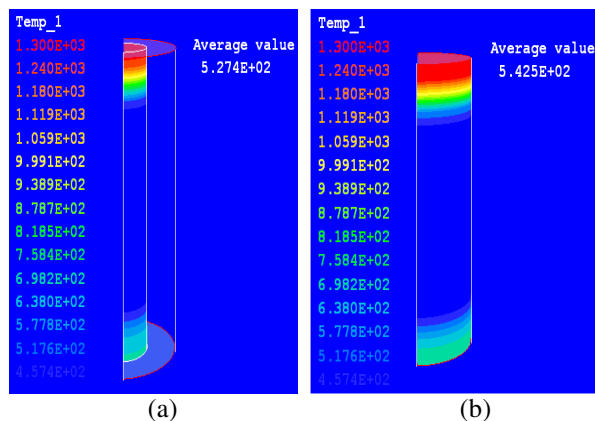 Temp_1
1.300E+03
1.240E+03
1.180E+03
1.119E+03
1.059E+03
9.991E+02
9.389E+02
8.787E+02
8.185E+02
7.584E+02
6.982E+02
6.380E+02
5.778E+02
5.176E+02
4.574E+02
Average value
5.274E+02
(a)
Temp_1
1.300E+03
1.240E+03
1.180E+03
1.119E+03
1.059E+03
9.991E+02
9.389E+02
8.787E+02
8.185E+02
7.584E+02
6.982E+02
6.380E+02
5.778E+02
5.176E+02
4.574E+02
Average value
5.425E+02
(b)